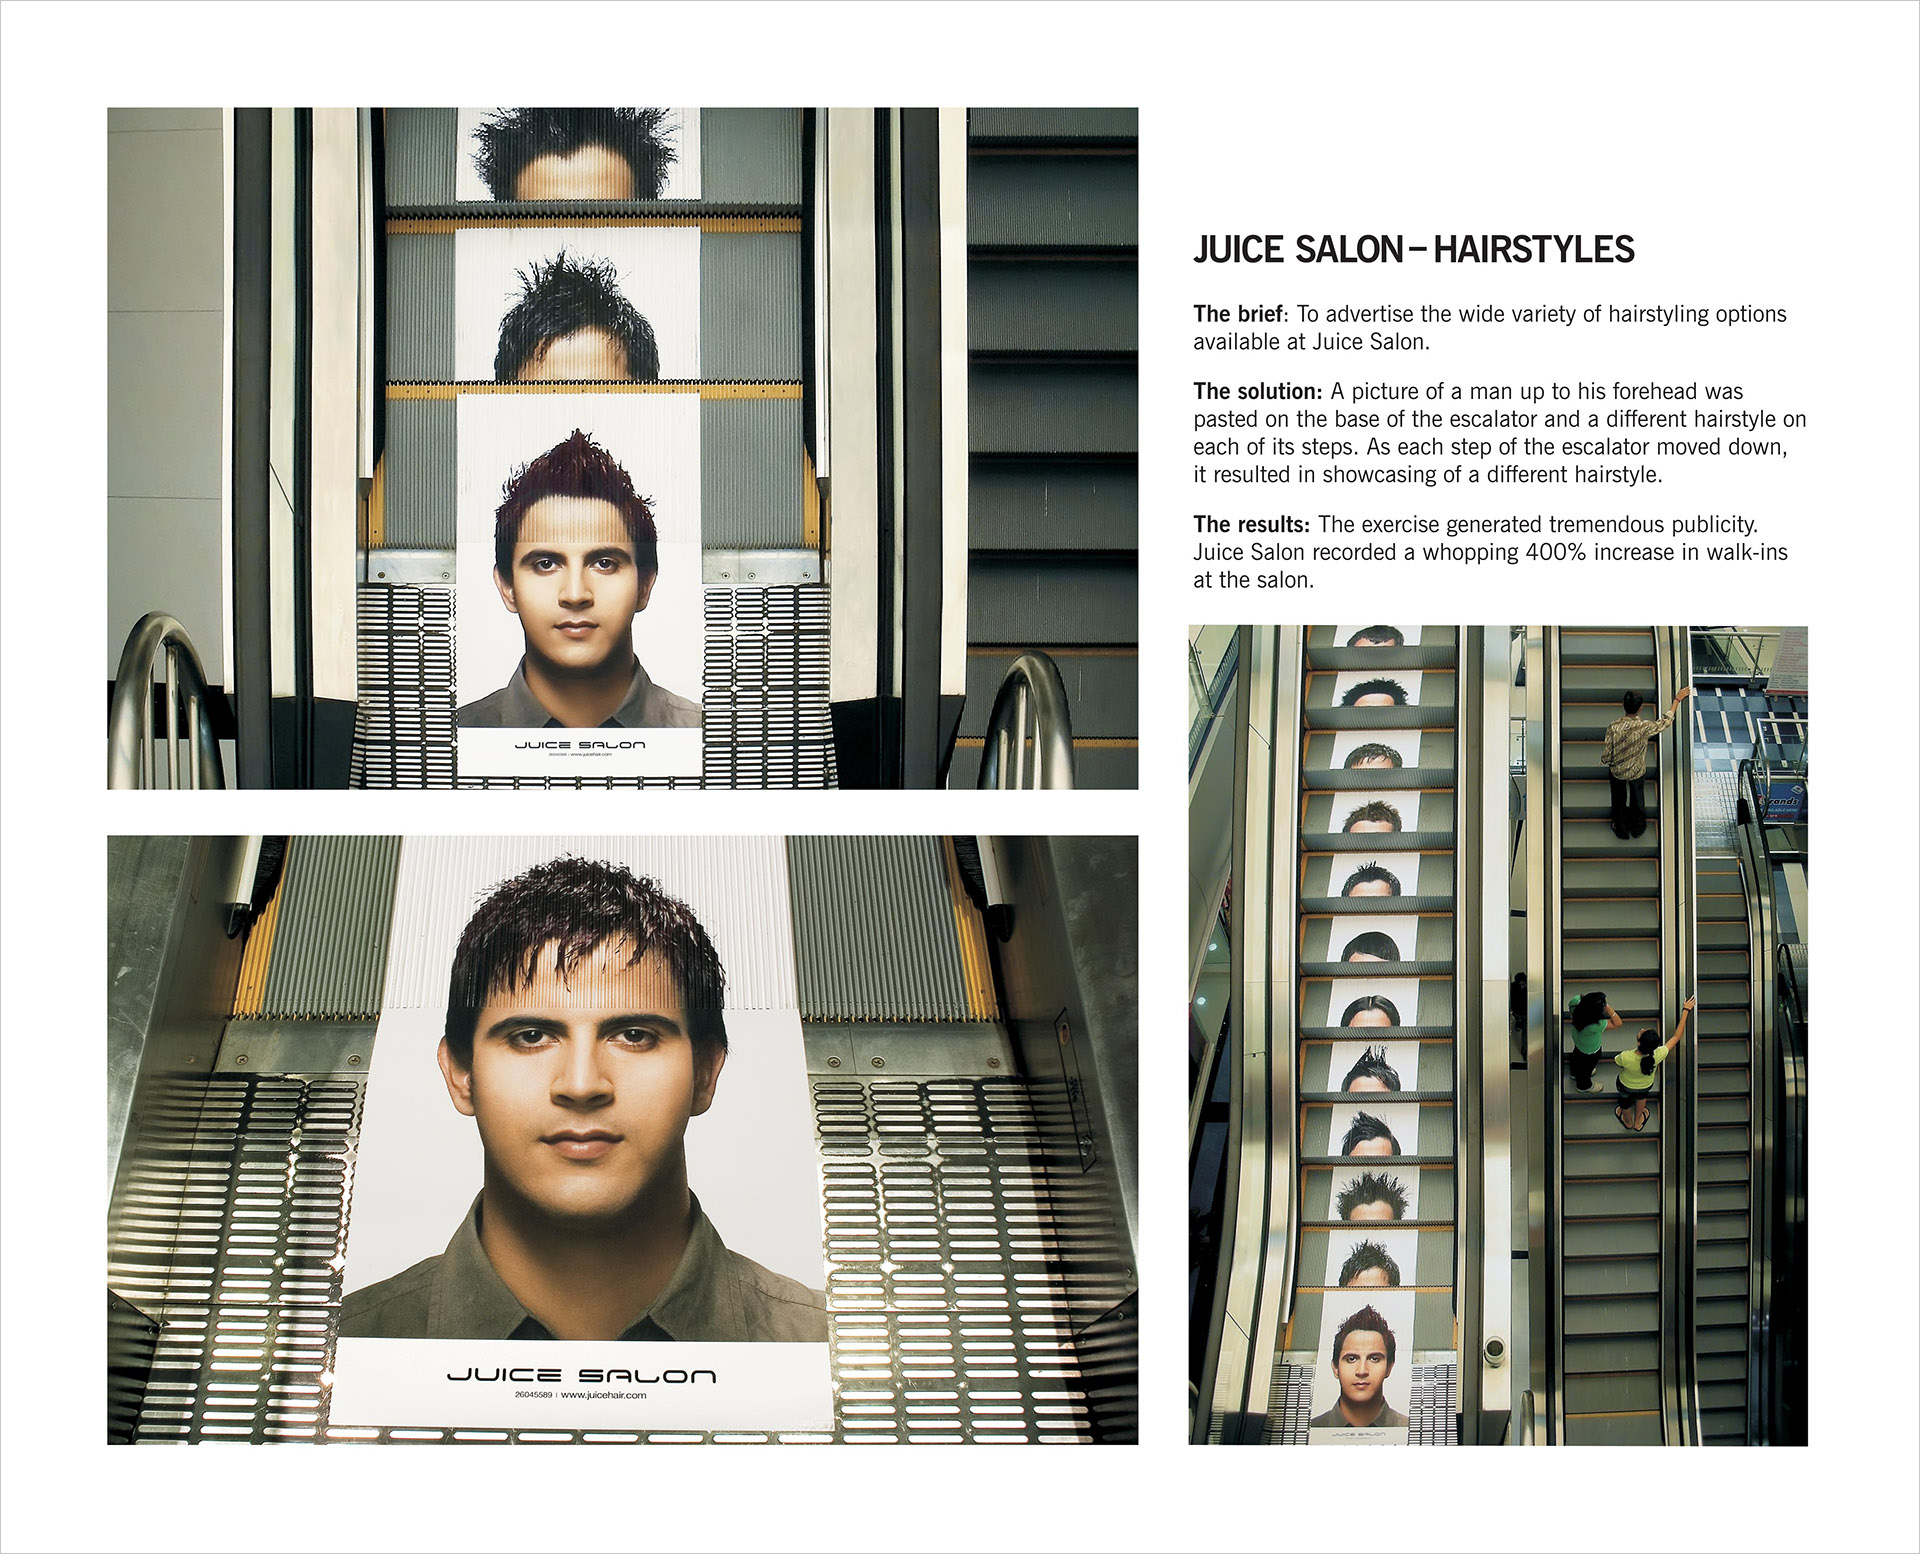 JUICE SALON – HAIRSTYLES
The brief: To advertise the wide variety of hairstyling options
available at Juice Salon.
The solution: A picture of a man up to his forehead was
pasted on the base of the escalator and a different hairstyle on
each of its steps. As each step of the escalator moved down,
it resulted in showcasing of a different hairstyle.
The results: The exercise generated tremendous publicity.
Juice Salon recorded a whopping 400% increase in walk-ins
at the salon.
JUICE SALON
26045589 | www.juicehair.com
JUICE SALON
26045589 | www.juicehair.com
JUICE SALON